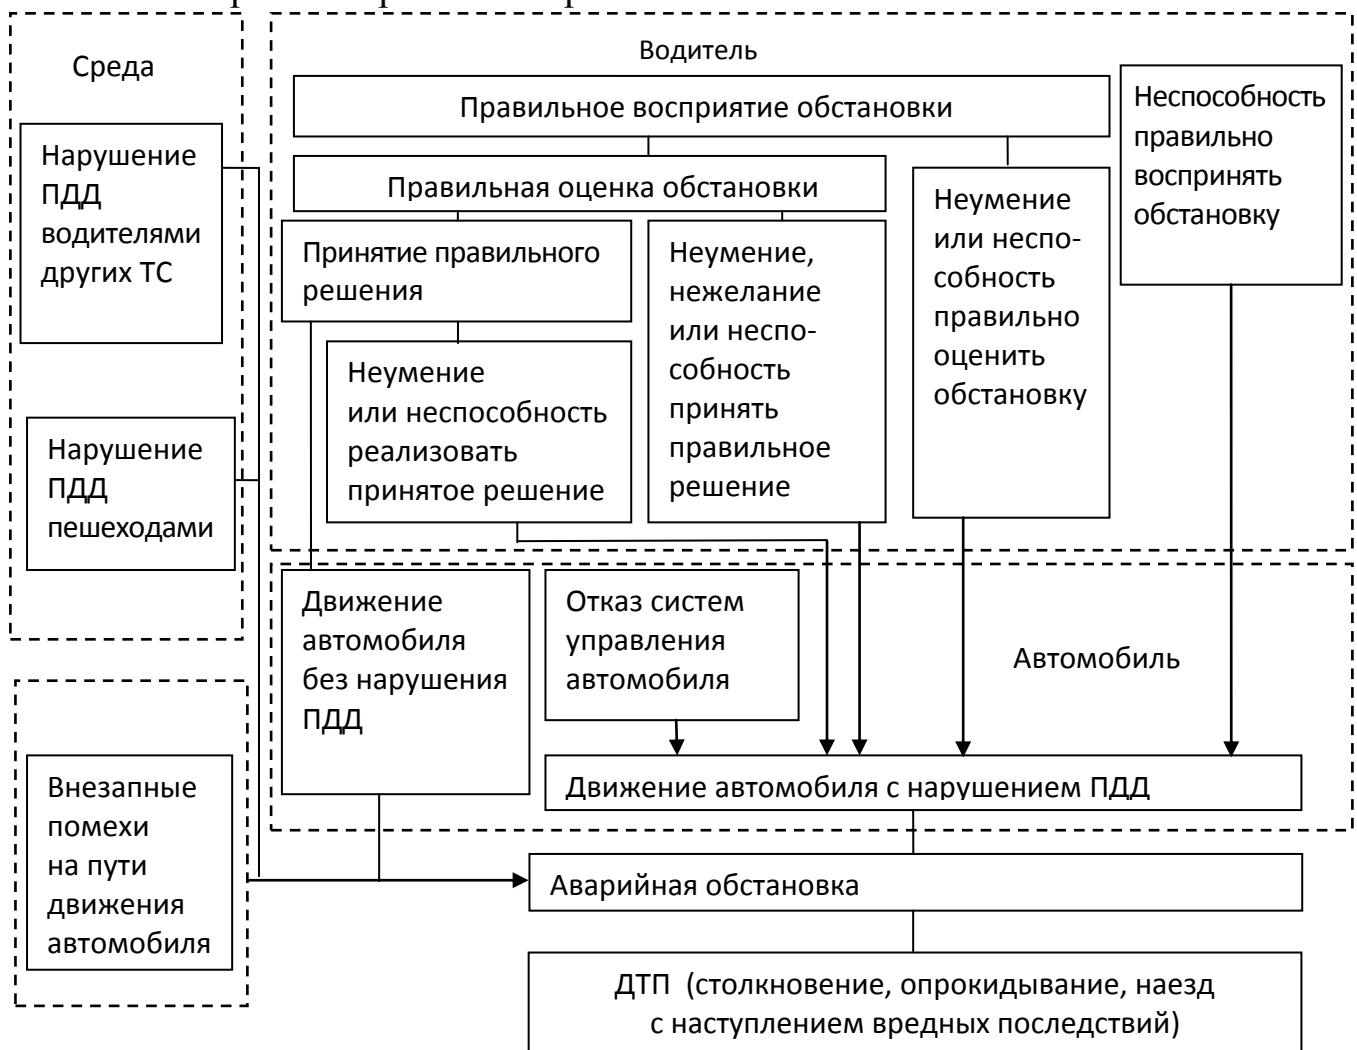 Среда
Нарушение
ПДД
водителями
других ТС
Нарушение
ПДД
пешеходами
Внезапные
помехи
на пути
движения
автомобиля
Водитель
Правильное восприятие обстановки
Правильная оценка обстановки
Принятие правильного
решения
Неумение
или неспособность
реализовать
принятое решение
Неумение,
нежелание
или неспо-
собность
принять
правильное
решение
Неумение
или неспо-
собность
правильно
оценить
обстановку
Неспособность
правильно
воспринять
обстановку
Движение
автомобиля
без нарушения
ПДД
Отказ систем
управления
автомобиля
Автомобиль
Движение автомобиля с нарушением ПДД
Аварийная обстановка
ДТП (столкновение, опрокидывание, наезд
с наступлением вредных последствий)